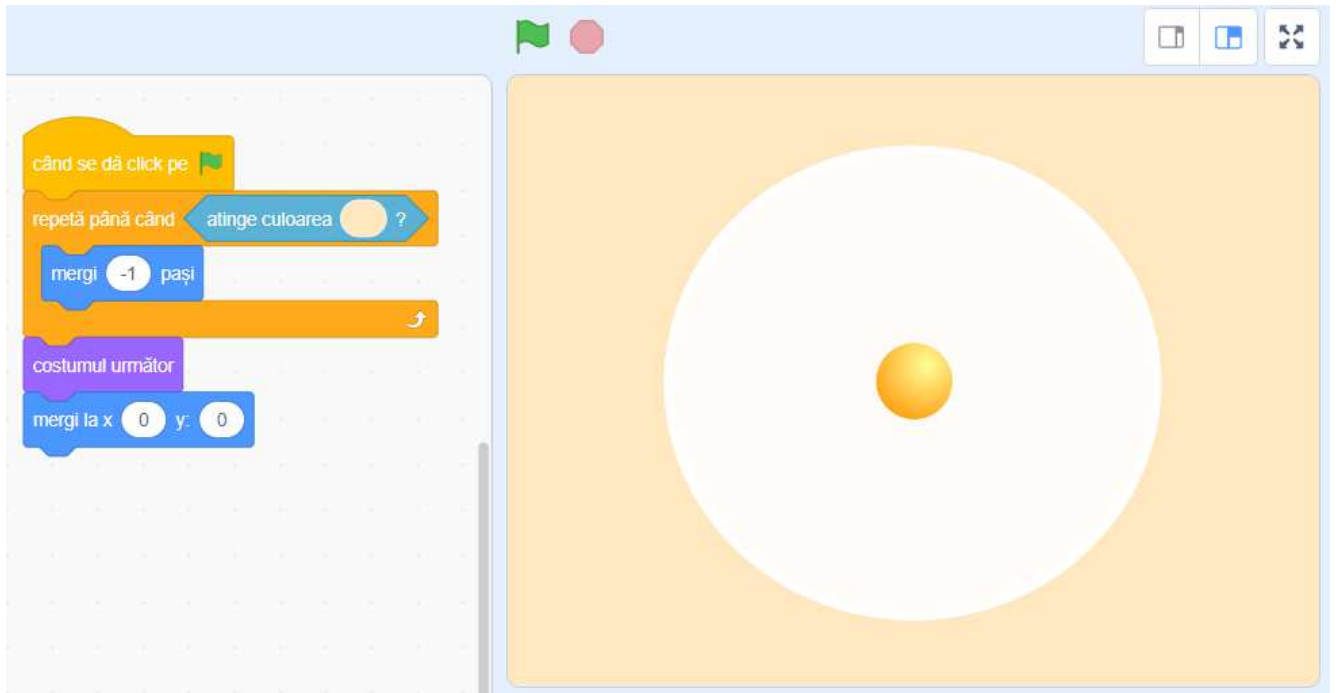 când se dă click pe
repetă până când atinge culoarea ?
mergi -1 pași
costumul următor
mergi la x 0 y: 0